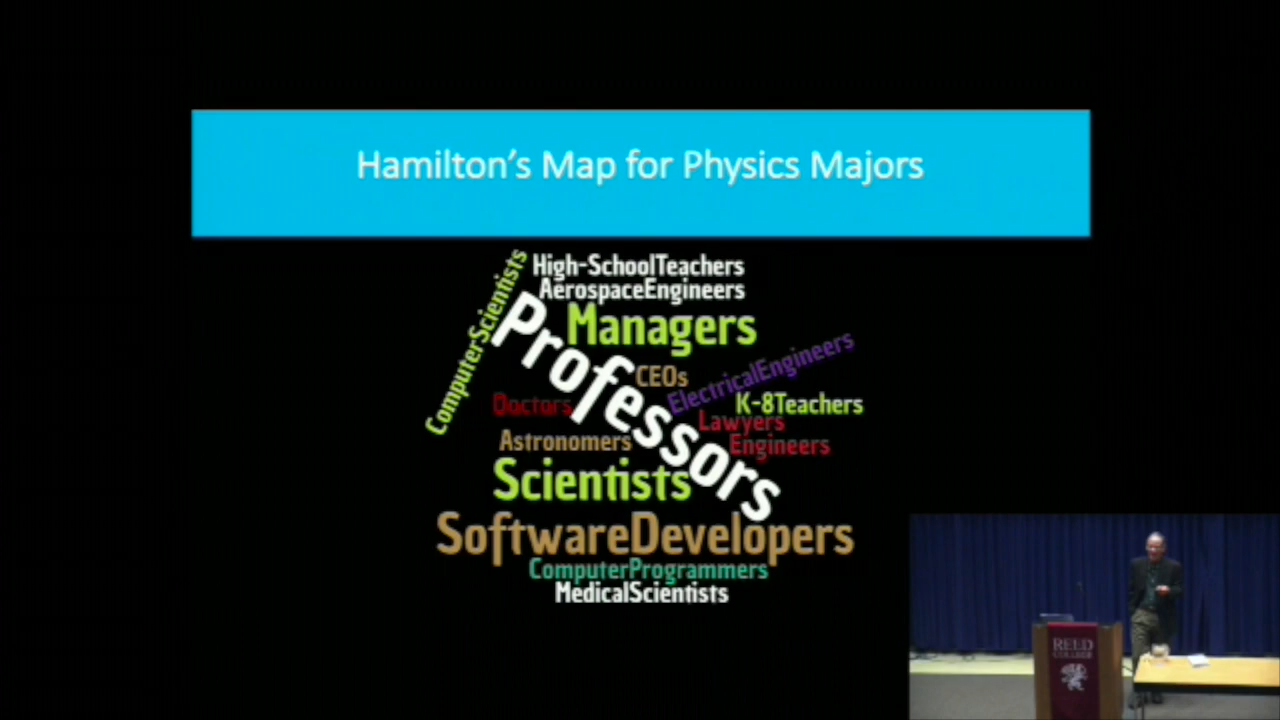 Hamilton's Map for Physics Majors
ComputerScientists
High-SchoolTeachers
AerospaceEngineers
Professors
Managers
CEOs
ElectricalEngineers
Doctors
K-8Teachers
Lawyers
Astronomers
Engineers
Scientists
SoftwareDevelopers
ComputerProgrammers
MedicalScientists
REED
COLLEGE